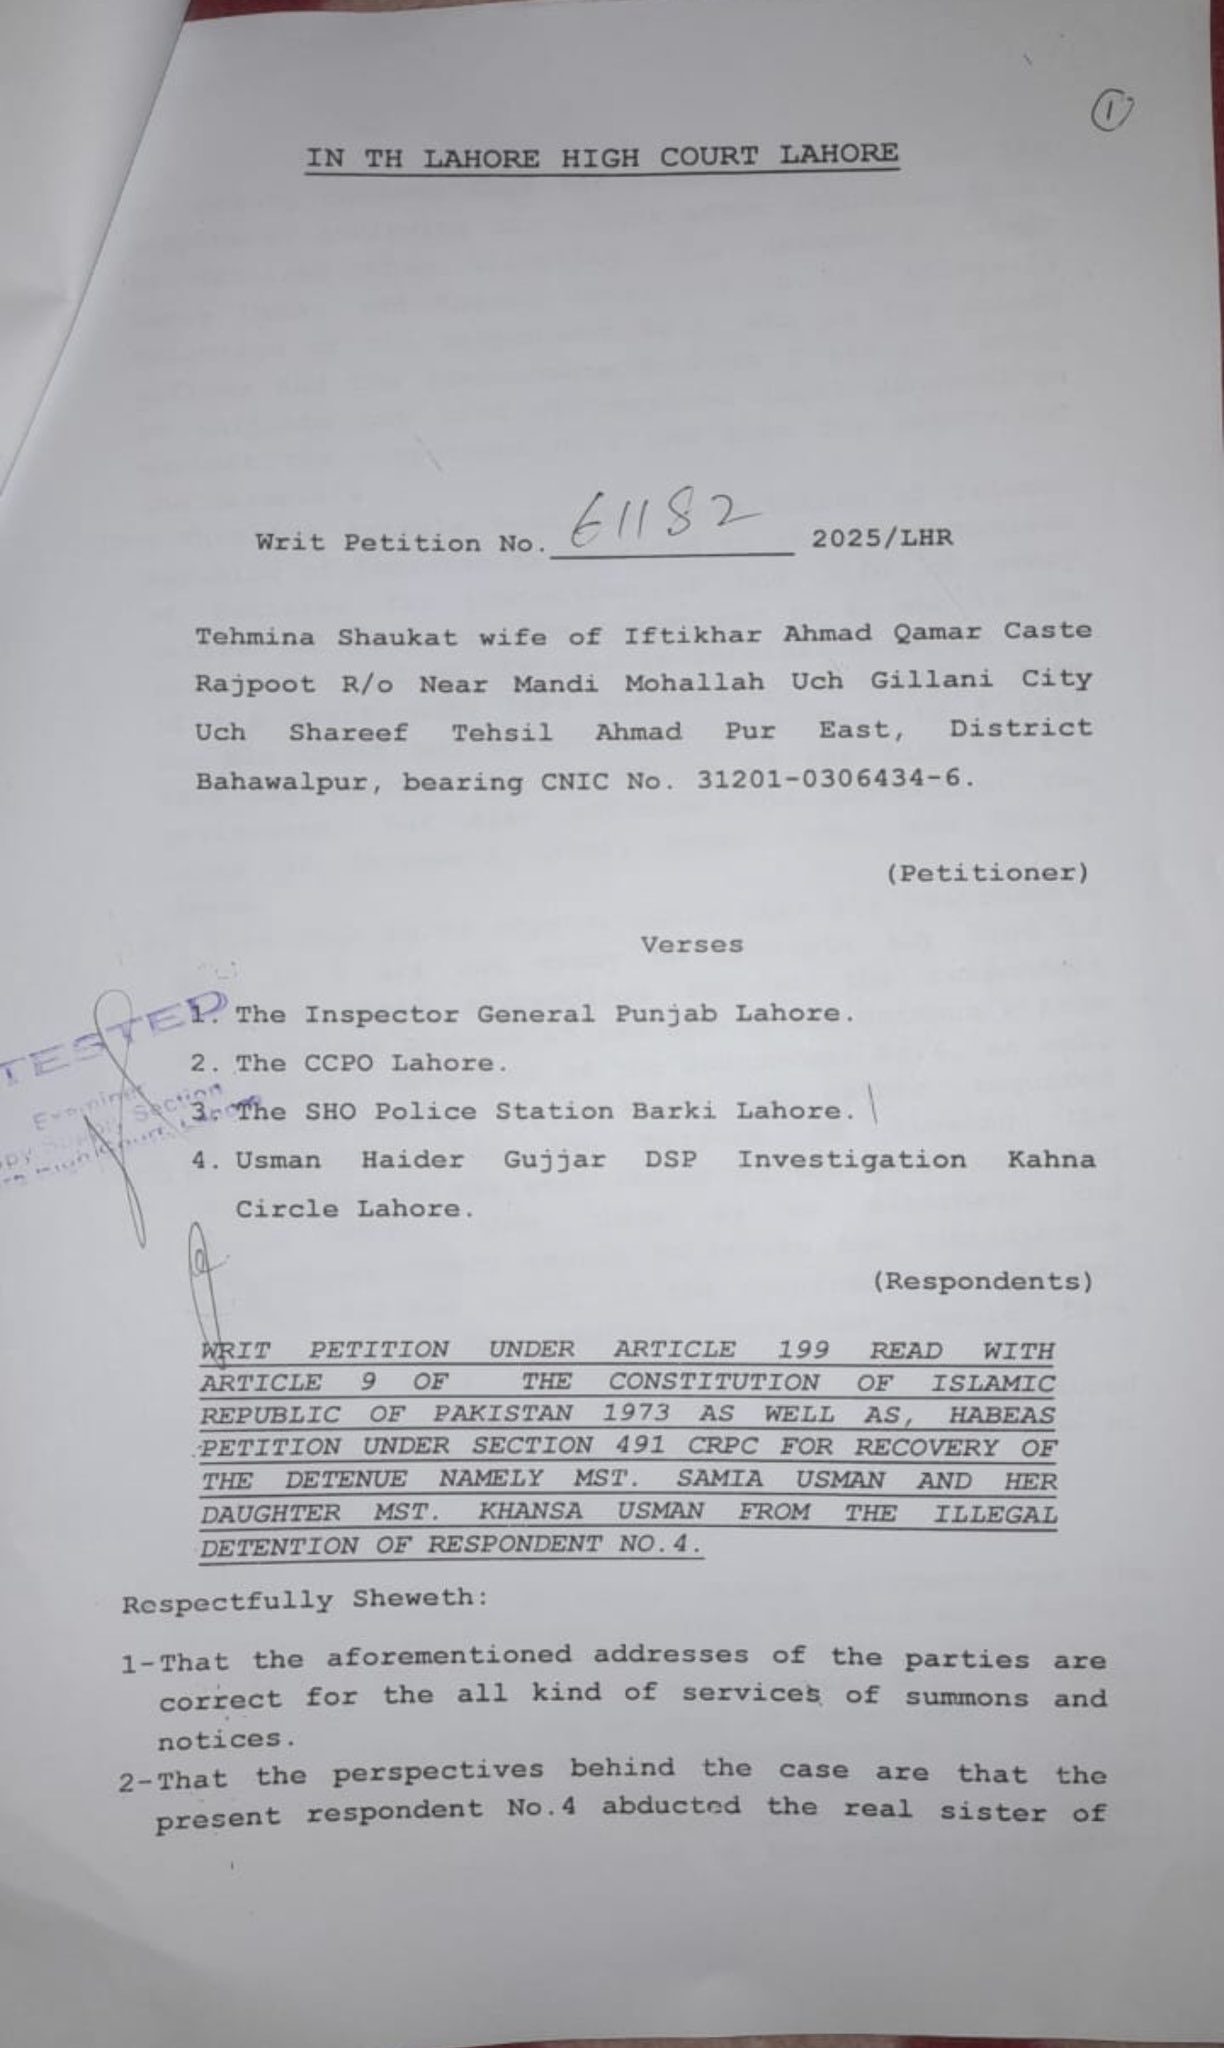 1
IN TH LAHORE HIGH COURT LAHORE
Writ Petition No. 61182 2025/LHR
Tehmina Shaukat wife of Iftikhar Ahmad Qamar Caste
Rajpoot R/o Near Mandi Mohallah Uch Gillani City
Uch Shareef Tehsil Ahmad Pur East, District
Bahawalpur, bearing CNIC No. 31201-0306434-6.
(Petitioner)
Verses
TESTED
Examiner
Section
1. The Inspector General Punjab Lahore.
2. The CCPO Lahore.
3. The SHO Police Station Barki Lahore.
4. Usman Haider Gujjar DSP Investigation Kahna
Circle Lahore.
(Respondents)
WRIT PETITION UNDER ARTICLE 199 READ WITH
ARTICLE 9 OF THE CONSTITUTION OF ISLAMIC
REPUBLIC OF PAKISTAN 1973 AS WELL AS, HABEAS
PETITION UNDER SECTION 491 CRPC FOR RECOVERY OF
THE DETENUE NAMELY MST. SAMIA USMAN AND HER
DAUGHTER MST. KHANSA USMAN FROM THE ILLEGAL
DETENTION OF RESPONDENT NO.4.
Respectfully Sheweth:
1-That the aforementioned addresses of the parties are
correct for the all kind of services of summons and
notices.
2-That the perspectives behind the case are that the
present respondent No.4 abducted the real sister of